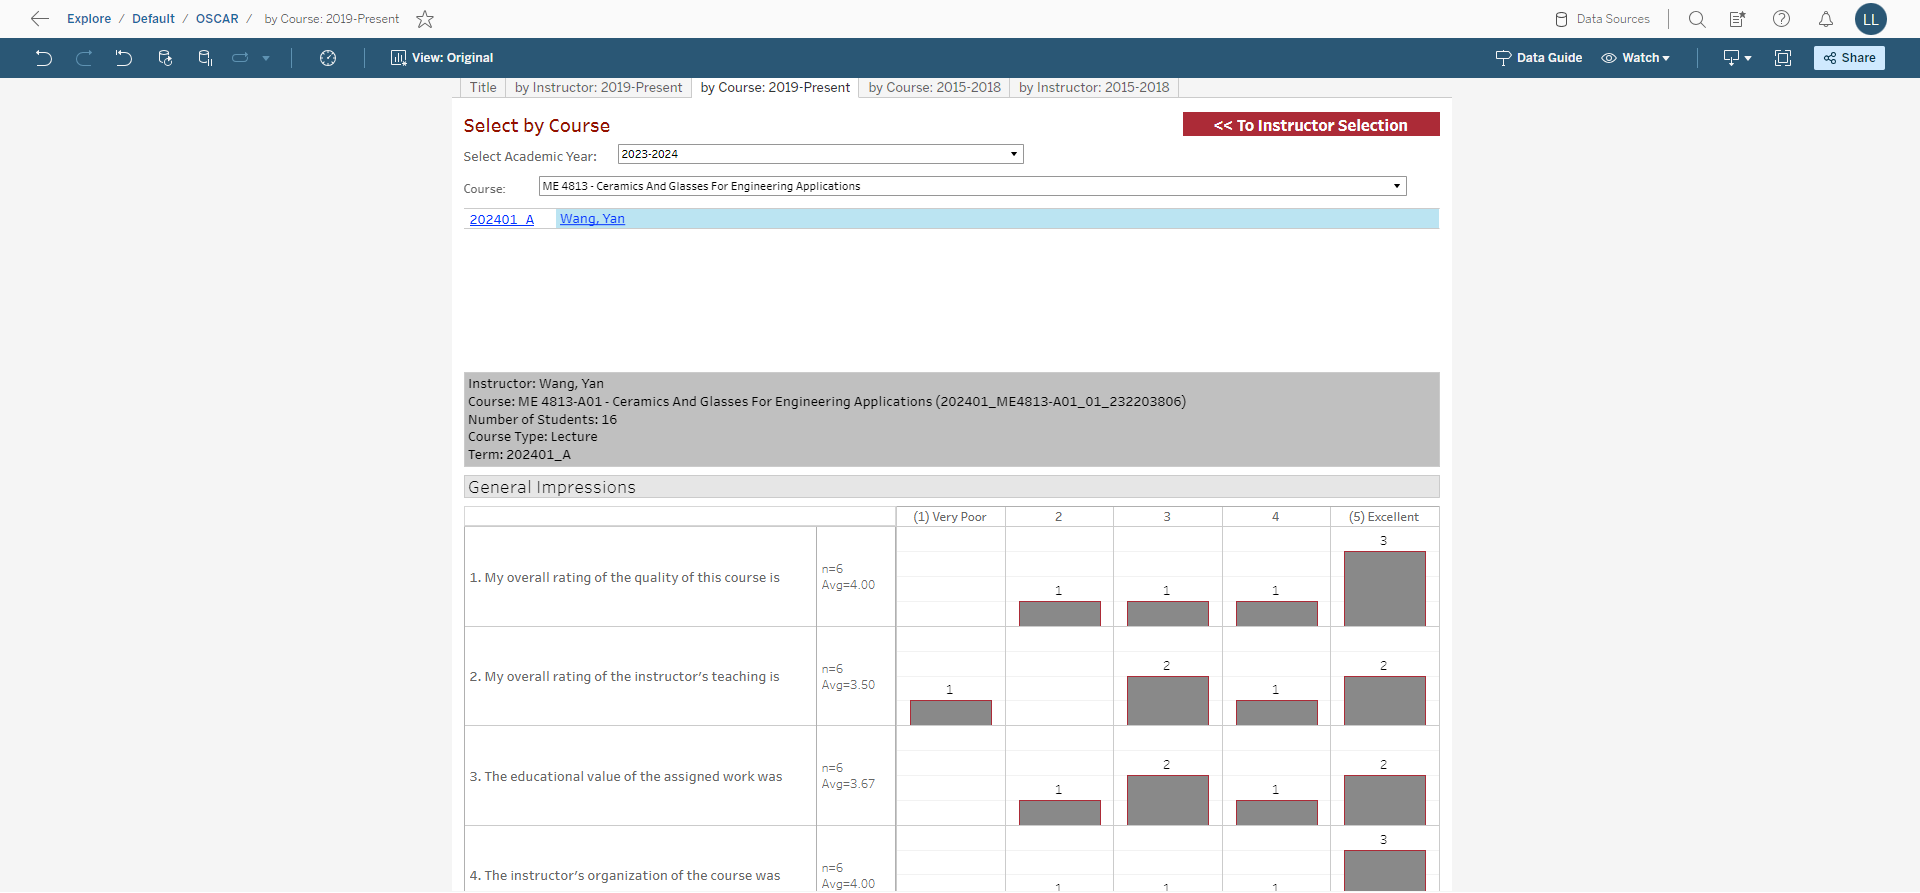 Explore / Default / OSCAR / by Course: 2019-Present
Data Sources
LL
View: Original
Data Guide
Watch
Share
Title
by Instructor: 2019-Present
by Course: 2019-Present
by Course: 2015-2018
by Instructor: 2015-2018
Select by Course
<< To Instructor Selection
Select Academic Year:
2023-2024
Course:
ME 4813 - Ceramics And Glasses For Engineering Applications
202401_A
Wang, Yan
Instructor: Wang, Yan
Course: ME 4813-A01 - Ceramics And Glasses For Engineering Applications (202401_ME4813-A01_01_232203806)
Number of Students: 16
Course Type: Lecture
Term: 202401_A
General Impressions
(1) Very Poor
2
3
4
(5) Excellent
1. My overall rating of the quality of this course is
n=6
Avg=4.00
1
1
1
3
2. My overall rating of the instructor's teaching is
n=6
Avg=3.50
1
2
1
2
3. The educational value of the assigned work was
n=6
Avg=3.67
1
2
1
2
4. The instructor's organization of the course was
n=6
Avg=4.00
1
1
1
3